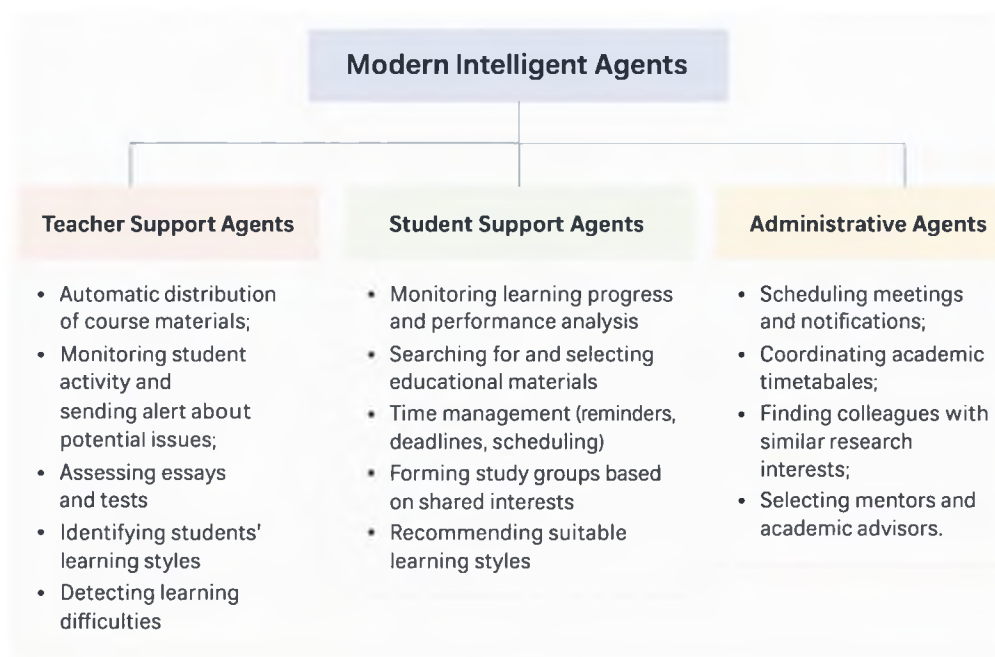 Modern Intelligent Agents
Teacher Support Agents
• Automatic distribution
of course materials;
• Monitoring student
activity and
sending alert about
potential issues;
• Assessing essays
and tests
• Identifying students'
learning styles
• Detecting learning
difficulties
Student Support Agents
• Monitoring learning progress
and performance analysis
• Searching for and selecting
educational materials
• Time management (reminders,
deadlines, scheduling)
• Forming study groups based
on shared interests
• Recommending suitable
learning styles
Administrative Agents
• Scheduling meetings
and notifications;
• Coordinating academic
timetabales;
• Finding colleagues with
similar research
interests;
• Selecting mentors and
academic advisors.